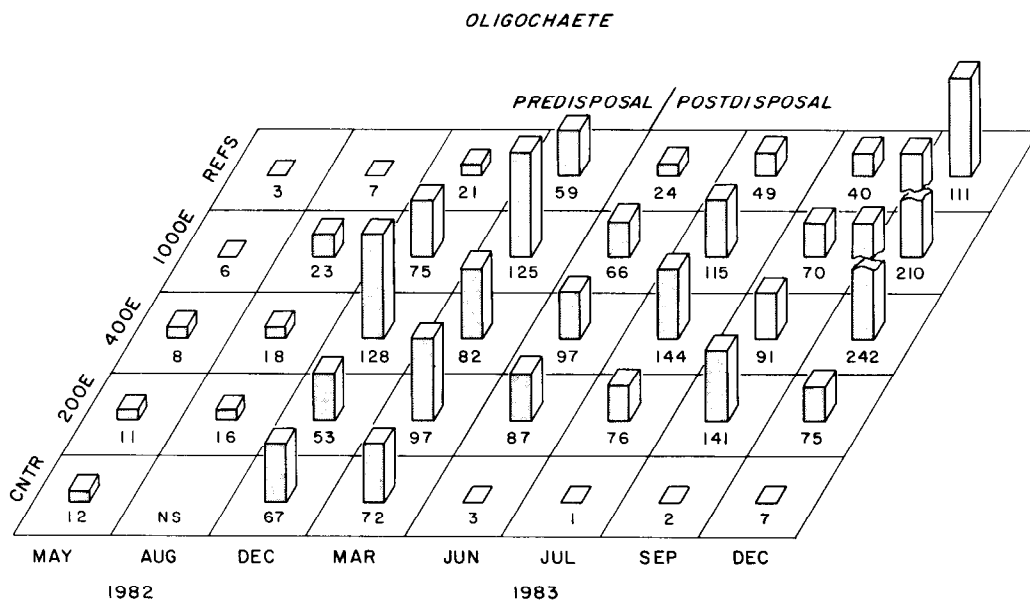 OLIGOCHAETE
PREDISPOSAL POSTDISPOSAL
REFS 3 7 21 59 24 49 40 111
1000E 6 23 75 125 66 115 70 210
400E 8 18 128 82 97 144 91 242
200E 11 16 53 97 87 76 141 75
CNTR 12 NS 67 72 3 1 2 7
MAY AUG DEC MAR JUN JUL SEP DEC
1982 1983